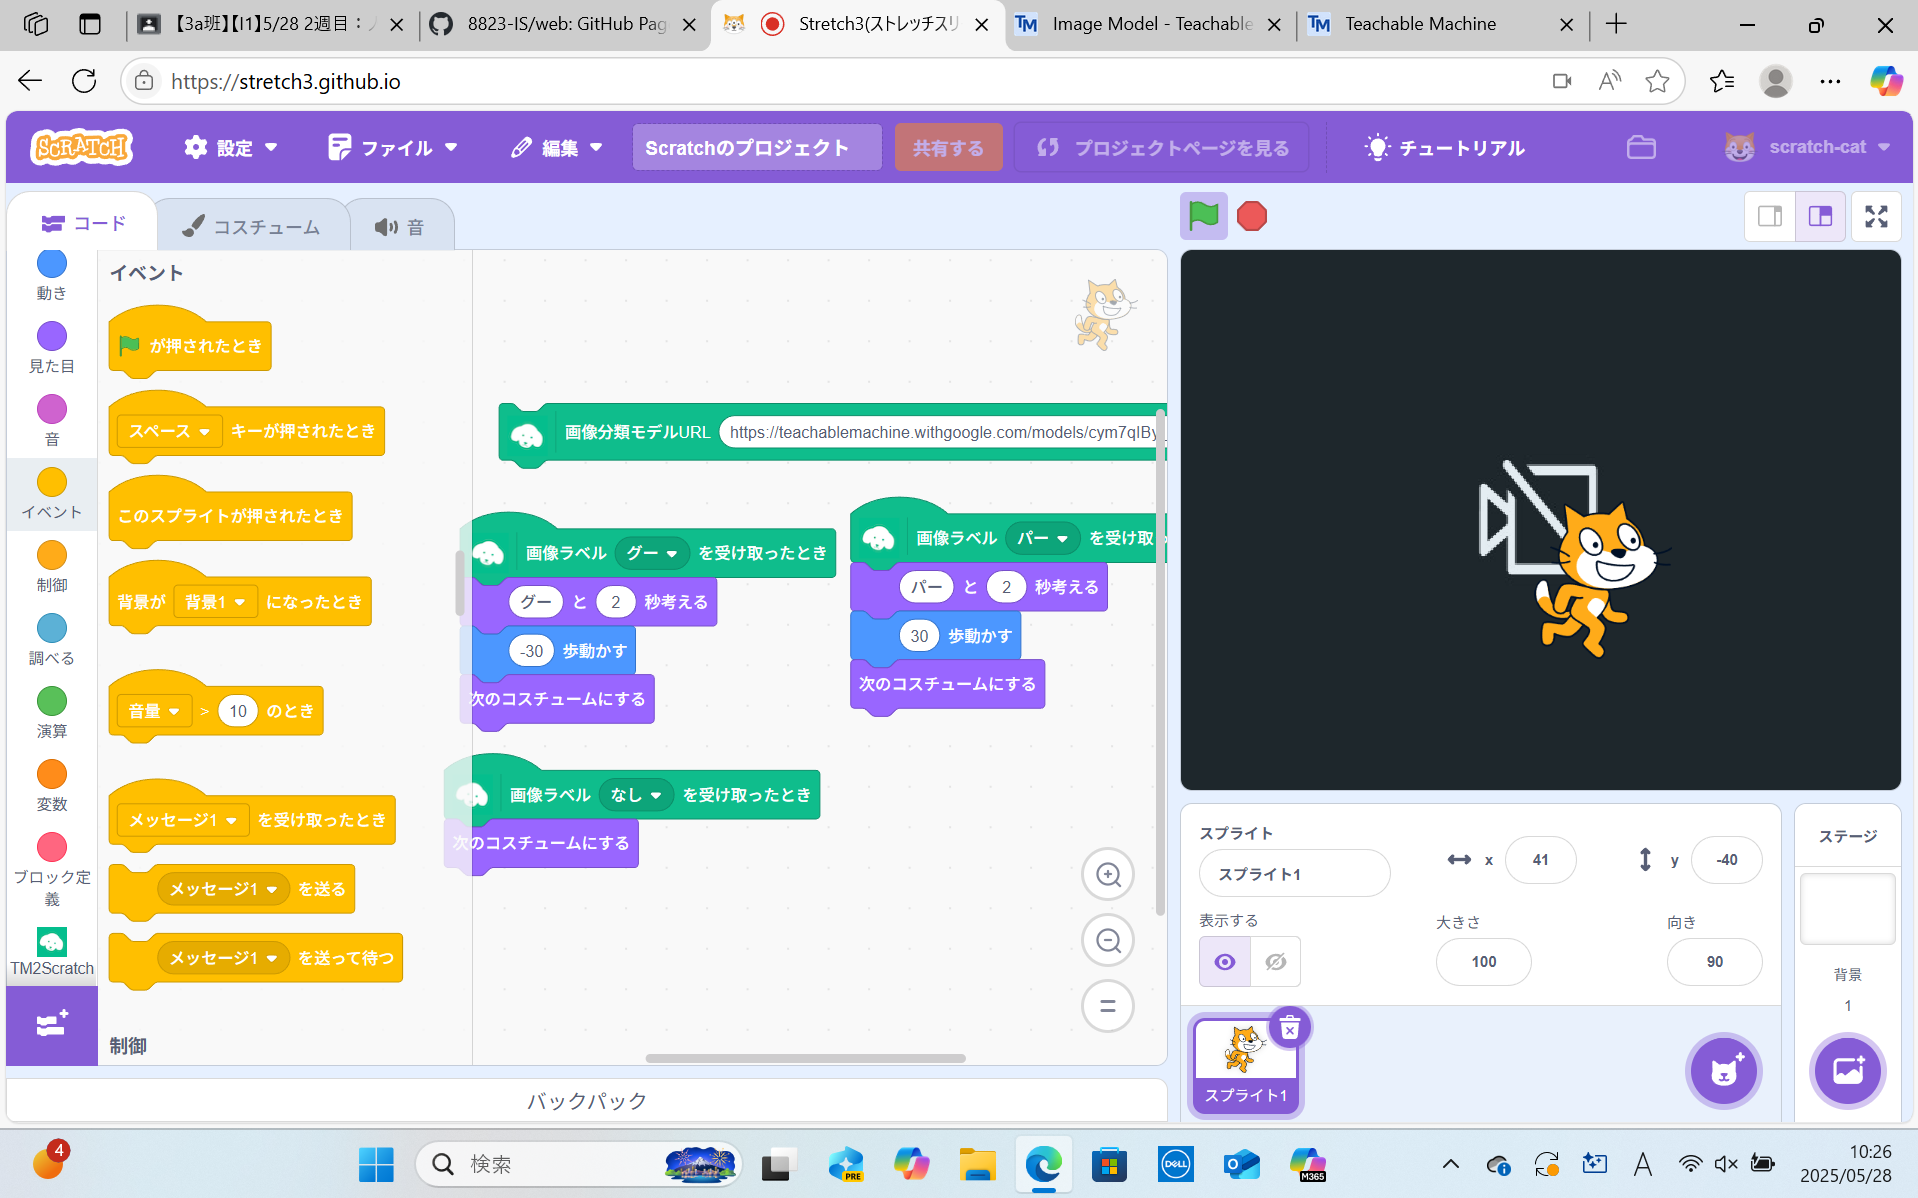 【3a班】【I1】5/28 2週目：
8823-IS/web: GitHub Pag
Stretch3(ストレッチスリ
Image Model - Teachable
Teachable Machine
https://stretch3.github.io
SCRATCH
設定
ファイル
編集
Scratchのプロジェクト
共有する
プロジェクトページを見る
チュートリアル
scratch-cat
コード
コスチューム
音
動き
見た目
音
イベント
制御
調べる
演算
変数
ブロック定
義
TM2Scratch
イベント
が押されたとき
スペース キーが押されたとき
このスプライトが押されたとき
背景が 背景1 になったとき
音量 > 10 のとき
メッセージ1 を受け取ったとき
メッセージ1 を送る
メッセージ1 を送って待つ
制御
画像分類モデルURL https://teachablemachine.withgoogle.com/models/cym7qIBy
画像ラベル グー を受け取ったとき
グー と 2 秒考える
-30 歩動かす
次のコスチュームにする
画像ラベル パー を受け取っ
パー と 2 秒考える
30 歩動かす
次のコスチュームにする
画像ラベル なし を受け取ったとき
次のコスチュームにする
バックパック
スプライト
スプライト1
x 41
y -40
表示する
大きさ
100
向き
90
スプライト1
ステージ
背景
1
4
検索
PRE
DELL
M365
A
10:26
2025/05/28